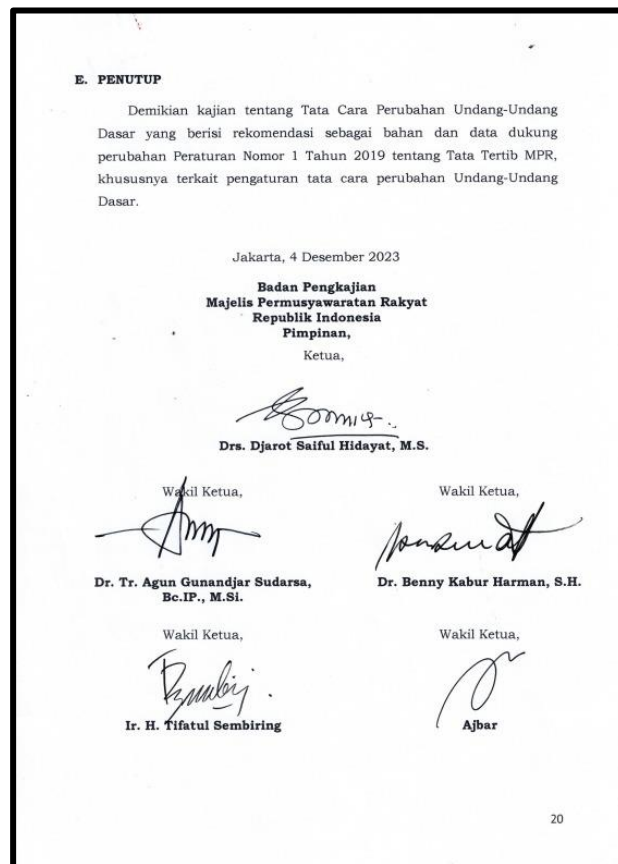 E. PENUTUP
Demikian kajian tentang Tata Cara Perubahan Undang-Undang
Dasar yang berisi rekomendasi sebagai bahan dan data dukung
perubahan Peraturan Nomor 1 Tahun 2019 tentang Tata Tertib MPR,
khususnya terkait pengaturan tata cara perubahan Undang-Undang
Dasar.
Jakarta, 4 Desember 2023
Badan Pengkajian
Majelis Permusyawaratan Rakyat
Republik Indonesia
Pimpinan,
Ketua,
Drs. Djarot Saiful Hidayat, M.S.
Wakil Ketua,
Dr. Tr. Agun Gunandjar Sudarsa,
Bc.IP., M.Si.
Wakil Ketua,
Dr. Benny Kabur Harman, S.H.
Wakil Ketua,
Ir. H. Tifatul Sembiring
Wakil Ketua,
Ajbar
20